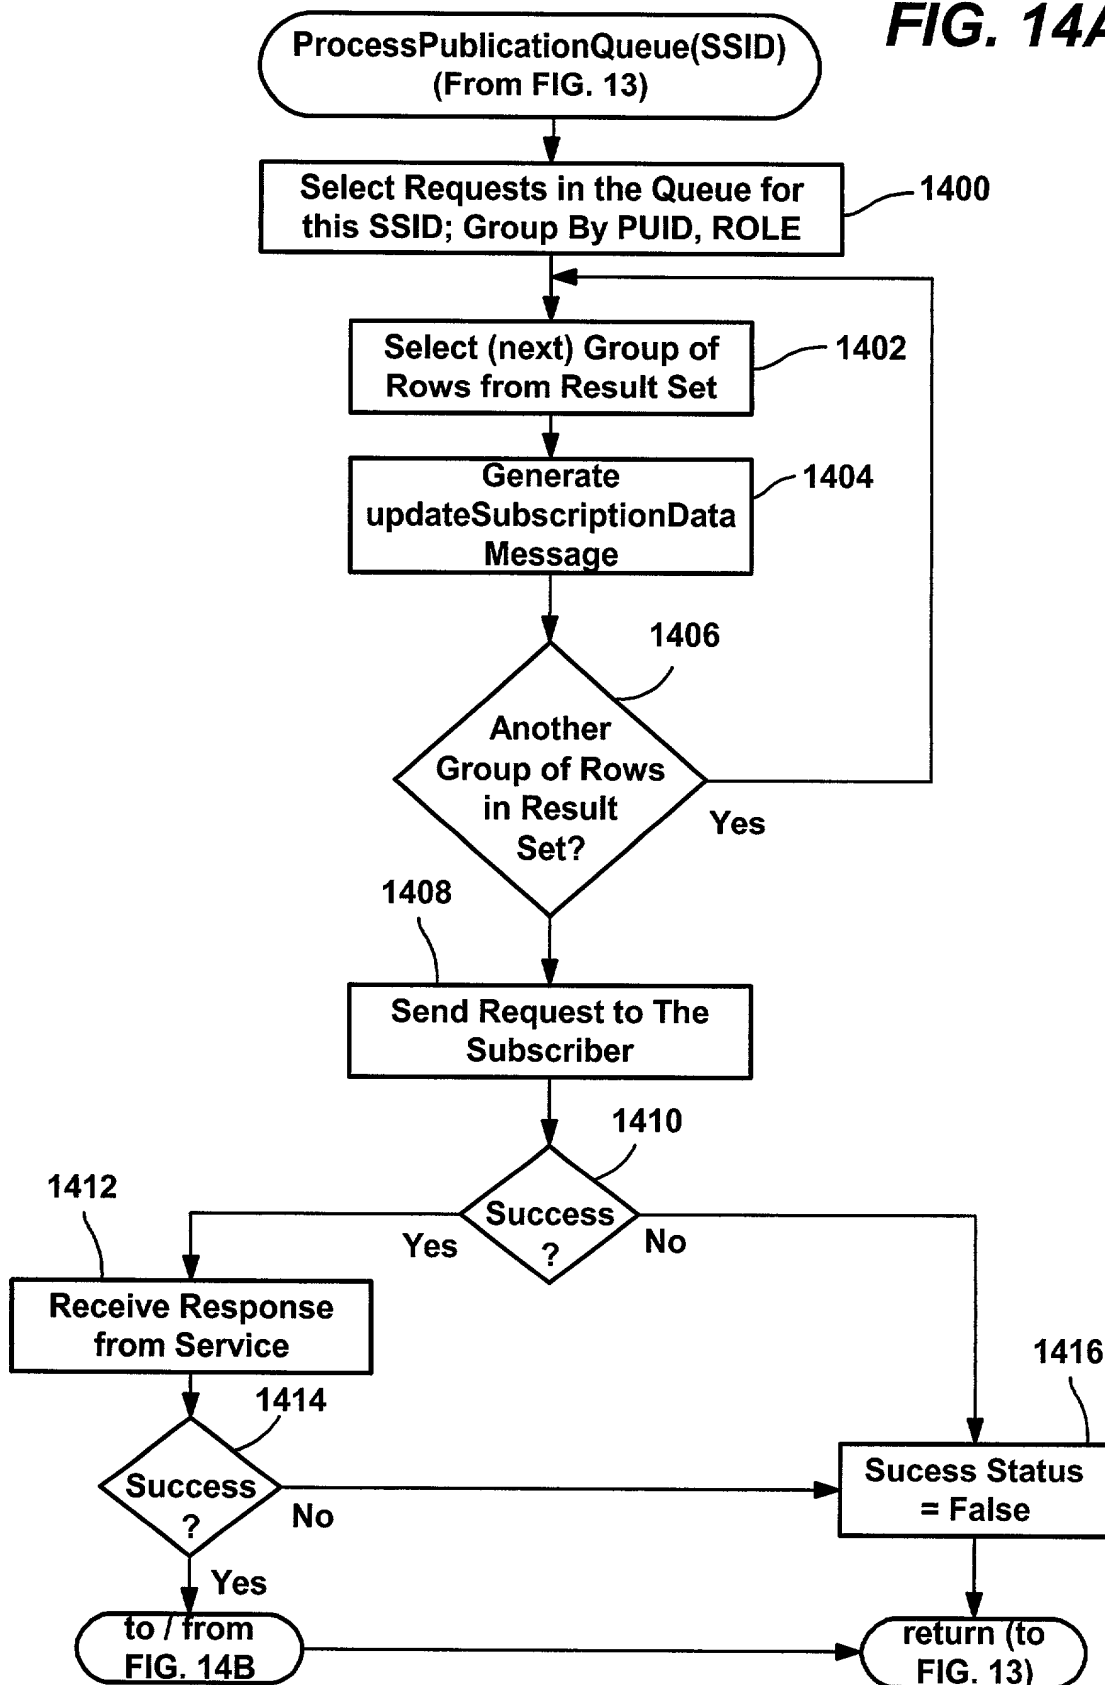 FIG. 14A
ProcessPublicationQueue(SSID)
(From FIG. 13)
Select Requests in the Queue for
this SSID; Group By PUID, ROLE
1400
Select (next) Group of
Rows from Result Set
1402
Generate
updateSubscriptionData
Message
1404
1406
Another
Group of Rows
in Result
Set?
Yes
1408
Send Request to The
Subscriber
1410
Success
?
Yes
No
1412
Receive Response
from Service
1414
Success
?
No
Yes
1416
Sucess Status
= False
to / from
FIG. 14B
return (to
FIG. 13)